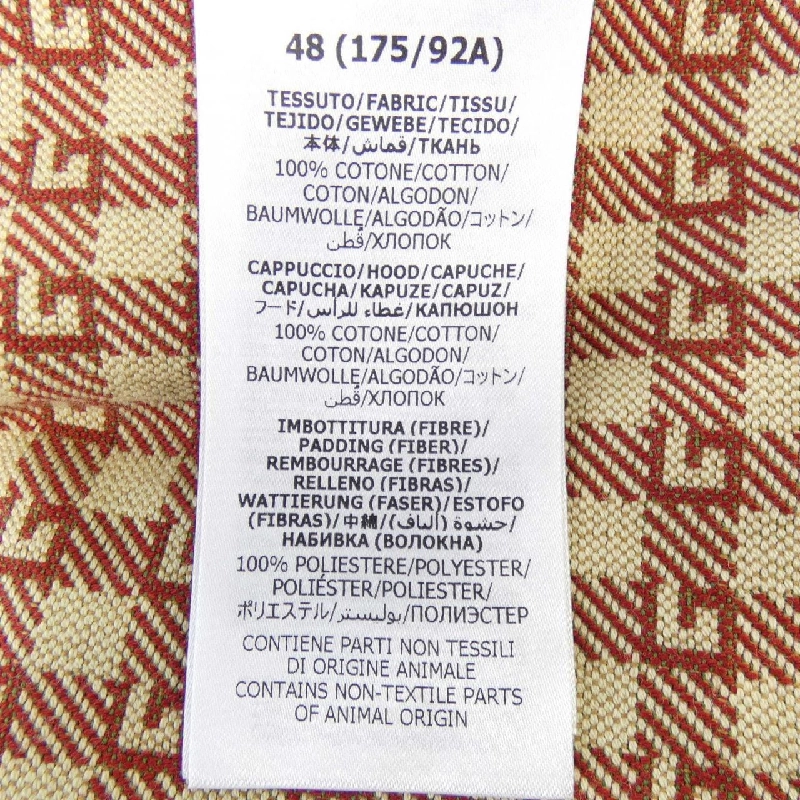 48 (175/92A)
TESSUTO/FABRIC/TISSU/
TEJIDO/GEWEBE/TECIDO/
本体/قماش/ТКАНЬ
100% COTONE/COTTON/
COTON/ALGODON/
BAUMWOLLE/ALGODÃO/コットン/
قُطن/ХЛОПОК
CAPPUCCIO/HOOD/CAPUCHE/
CAPUCHA/KAPUZE/CAPUZ/
フード/غطاء للرأس/КАПЮШОН
100% COTONE/COTTON/
COTON/ALGODON/
BAUMWOLLE/ALGODÃO/コットン/
قُطن/ХЛОПОК
IMBOTTITURA (FIBRE)/
PADDING (FIBER)/
REMBOURRAGE (FIBRES)/
RELLENO (FIBRAS)/
WATTIERUNG (FASER)/ESTOFO
(FIBRAS)/中綿/حشوة (ألياف)/
НАБИВКА (ВОЛОКНА)
100% POLIESTERE/POLYESTER/
POLIÉSTER/POLIESTER/
ポリエステル/بوليستر/ПОЛИЭСТЕР
CONTIENE PARTI NON TESSILI
DI ORIGINE ANIMALE
CONTAINS NON-TEXTILE PARTS
OF ANIMAL ORIGIN